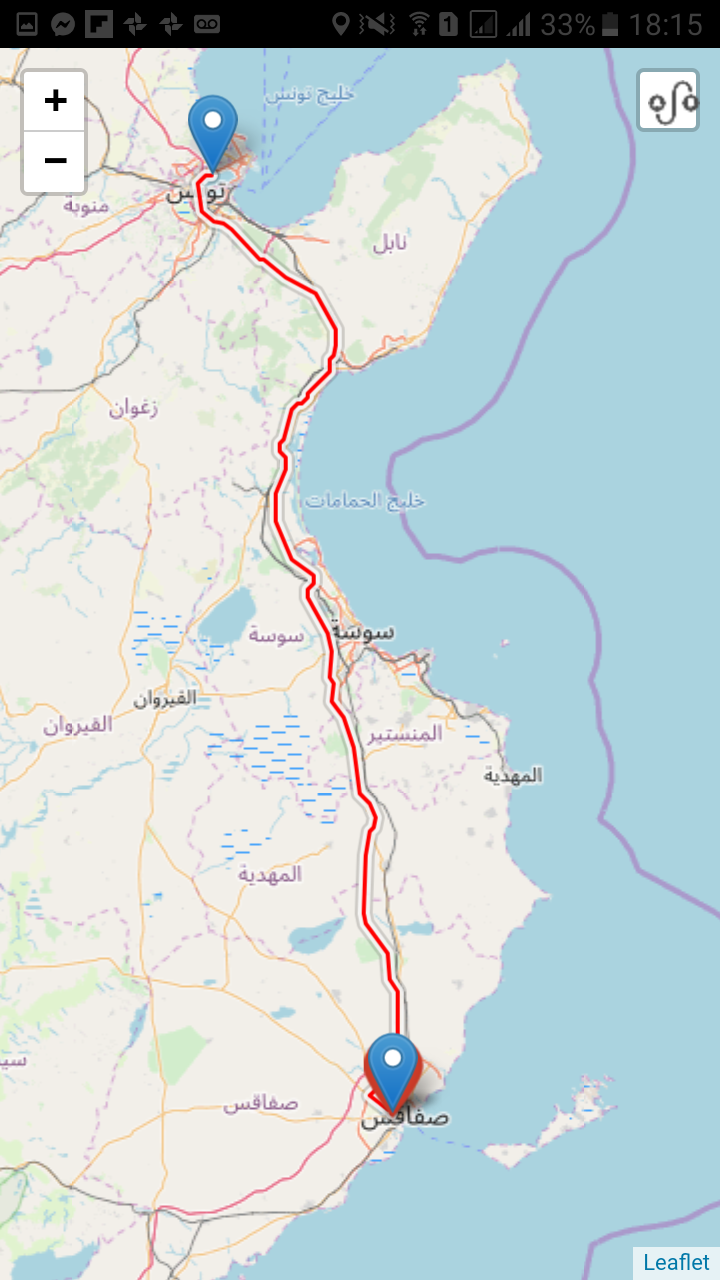 1 33% 18:15
+
−
خليج تونس
تونس
منوبة
نابل
زغوان
خليج الحمامات
سوسة
سوسة
القيروان
القيروان
المنستير
المهدية
المهدية
صفاقس
صفاقس
Leaflet